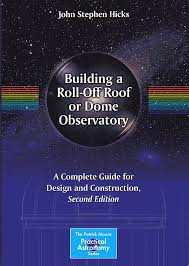 John Stephen Hicks
Building a
Roll-Off Roof
or Dome
Observatory
A Complete Guide for
Design and Construction,
Second Edition
The Patrick Moore
Practical
Astronomy
Series